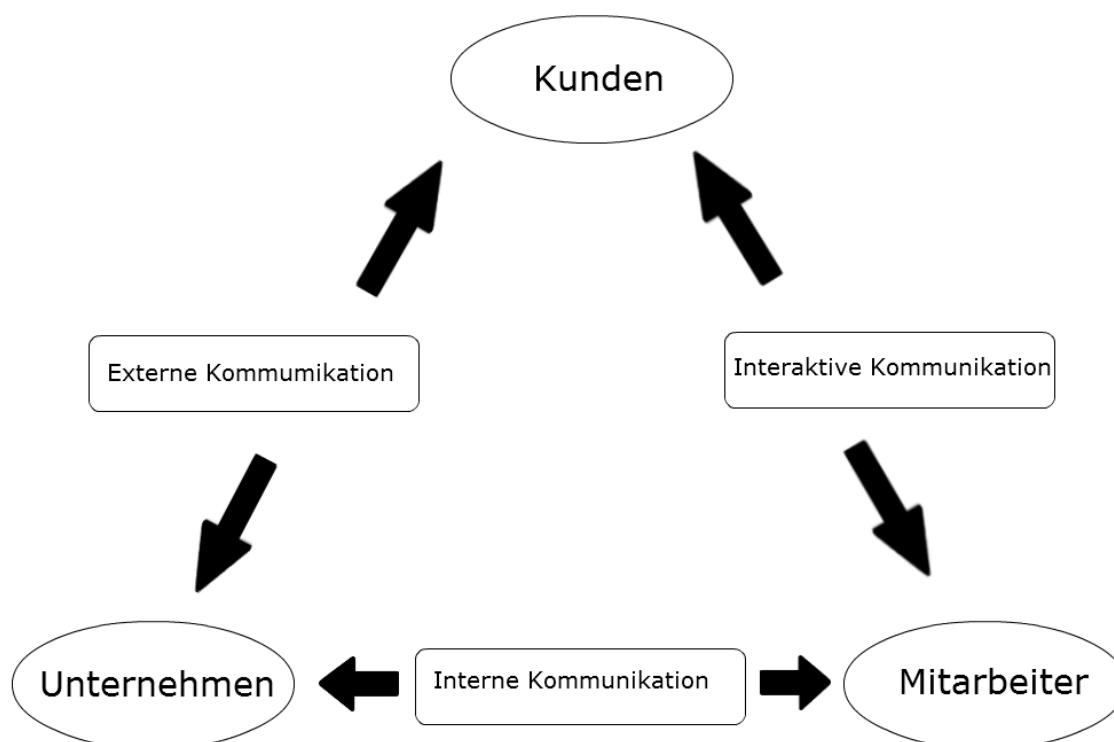 Kunden
Externe Kommumikation
Interaktive Kommunikation
Unternehmen
Interne Kommunikation
Mitarbeiter